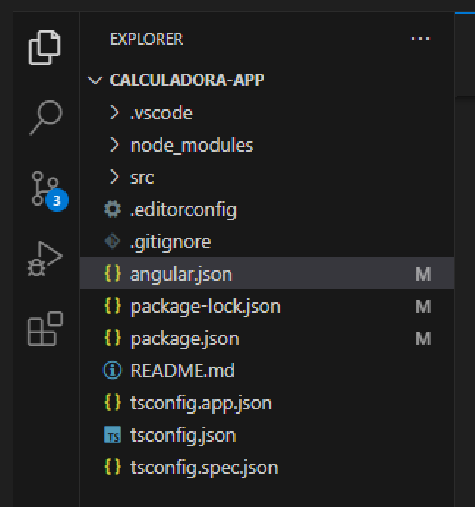 EXPLORER ...
CALCULADORA-APP
.vscode
node_modules
src
.editorconfig
.gitignore
angular.json M
package-lock.json M
package.json M
README.md
tsconfig.app.json
TS tsconfig.json
tsconfig.spec.json
3